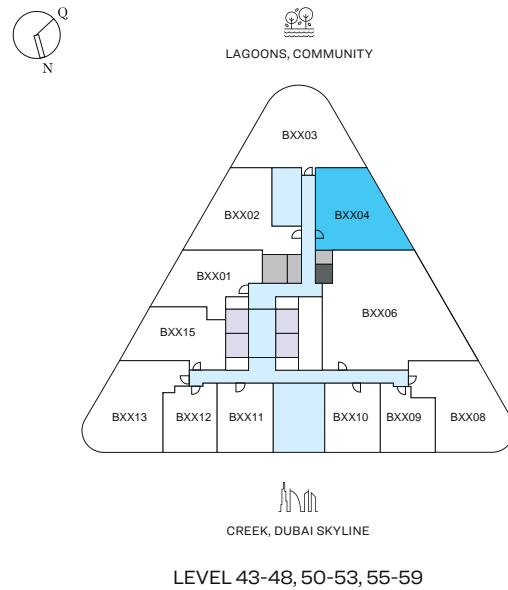 Q
N
LAGOONS, COMMUNITY
BXX03
BXX02
BXX04
BXX01
BXX06
BXX15
BXX13
BXX12
BXX11
BXX10
BXX09
BXX08
CREEK, DUBAI SKYLINE
LEVEL 43-48, 50-53, 55-59